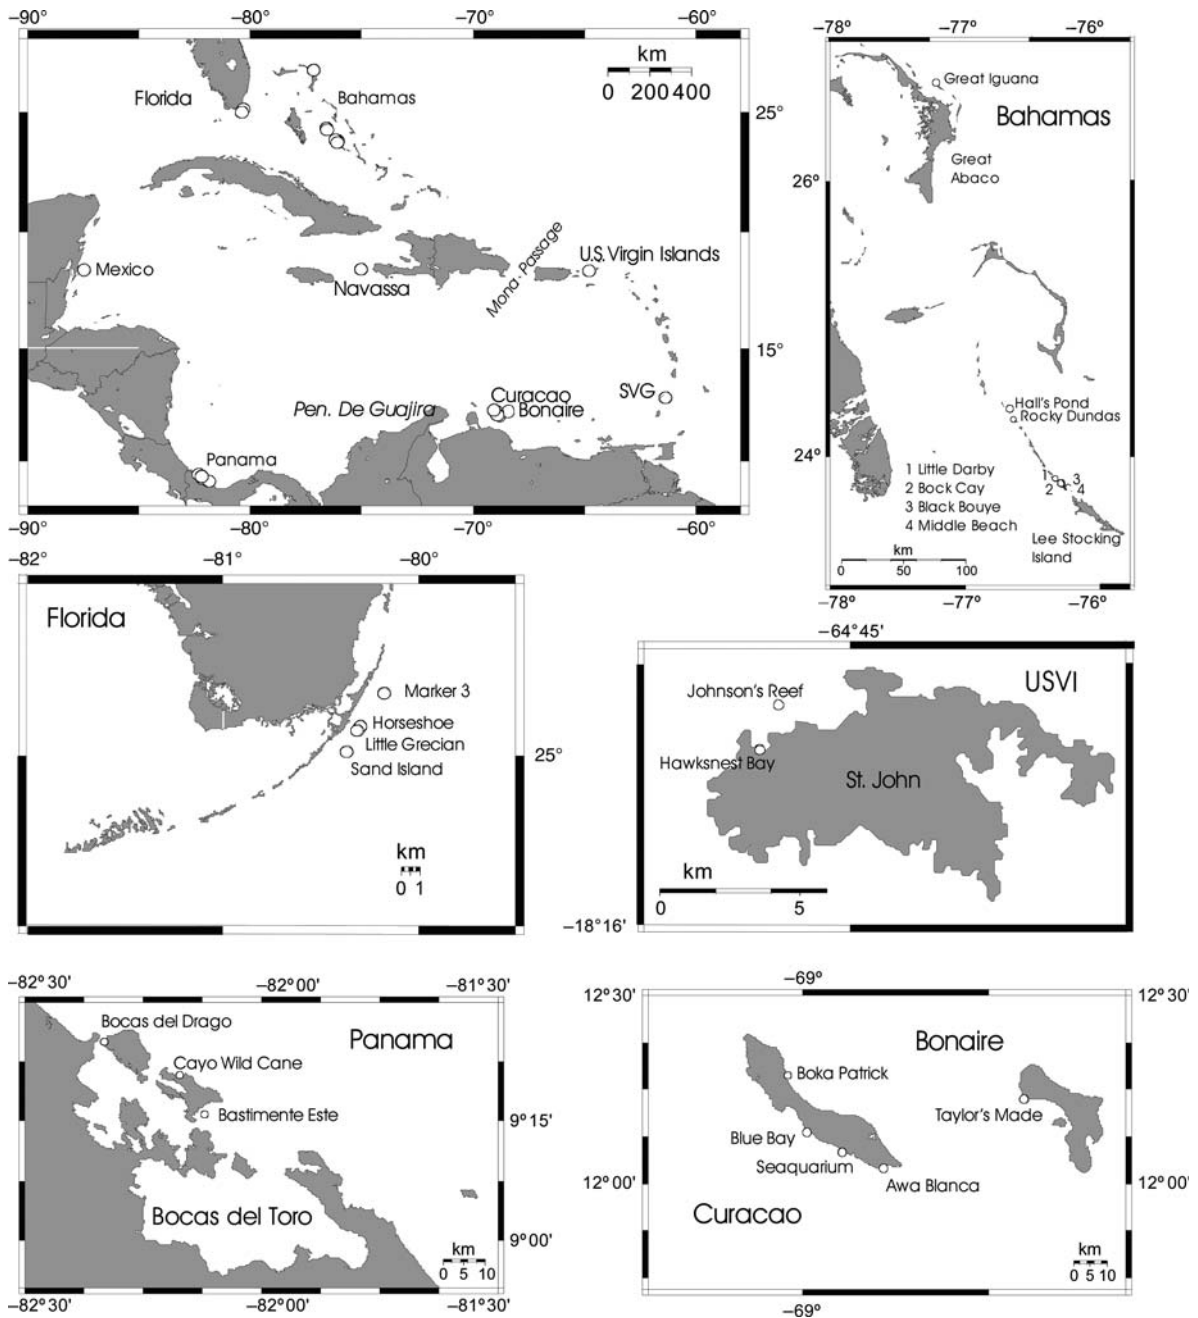 −90°
−80°
−70°
−60°
km
0 200 400
Florida
Bahamas
25°
Mexico
Navassa
Mona Passage
U.S. Virgin Islands
15°
SVG
Curacao
Bonaire
Pen. De Guajira
Panama
−90°
−80°
−70°
−60°
−78°
−77°
−76°
Great Iguana
Bahamas
Great
Abaco
26°
Hall's Pond
Rocky Dundas
24°
1 Little Darby
2 Bock Cay
3 Black Bouye
4 Middle Beach
1
3
2
4
Lee Stocking
Island
km
0 50 100
−78°
−77°
−76°
−82°
−81°
−80°
Florida
Marker 3
Horseshoe
Little Grecian
Sand Island
25°
km
0 1
−64°45'
USVI
Johnson's Reef
Hawksnest Bay
St. John
km
0 5
−18°16'
−82°30'
−82°00'
−81°30'
Bocas del Drago
Panama
Cayo Wild Cane
Bastimente Este
9°15'
Bocas del Toro
9°00'
km
0 5 10
−82°30'
−82°00'
−81°30'
−69°
12°30'
12°30'
Bonaire
Boka Patrick
Taylor's Made
Blue Bay
Seaquarium
Awa Blanca
12°00'
12°00'
Curacao
km
0 5 10
−69°